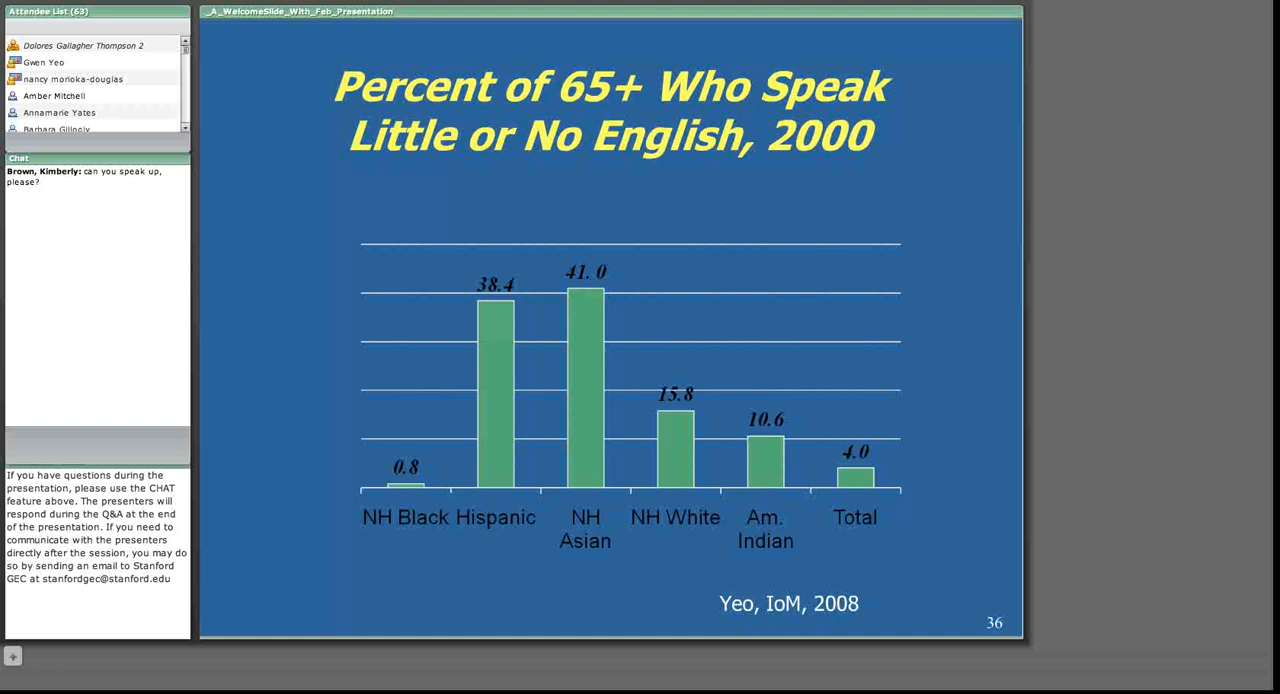 Attendee List (63)
Dolores Gallagher Thompson 2
Gwen Yeo
nancy morioka-douglas
Amber Mitchell
Annamarie Yates
Barbara Gillogly
Chat
Brown, Kimberly: can you speak up,
please?
If you have questions during the
presentation, please use the CHAT
feature above. The presenters will
respond during the Q&A at the end
of the presentation. If you need to
communicate with the presenters
directly after the session, you may do
so by sending an email to Stanford
GEC at stanfordgec@stanford.edu
_A_WelcomeSlide_With_Feb_Presentation
Percent of 65+ Who Speak
Little or No English, 2000
0.8
38.4
41. 0
15.8
10.6
4.0
NH Black Hispanic NH NH White Am. Total
Asian Indian
Yeo, IoM, 2008
36